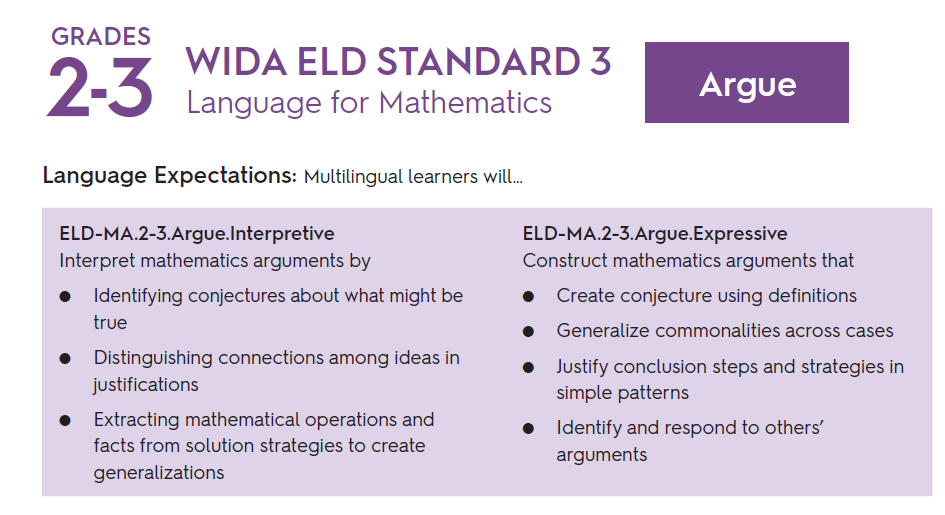 GRADES
2-3
WIDA ELD STANDARD 3
Language for Mathematics
Argue
Language Expectations: Multilingual learners will...
ELD-MA.2-3.Argue.Interpretive
Interpret mathematics arguments by
● Identifying conjectures about what might be
true
● Distinguishing connections among ideas in
justifications
● Extracting mathematical operations and
facts from solution strategies to create
generalizations
ELD-MA.2-3.Argue.Expressive
Construct mathematics arguments that
● Create conjecture using definitions
● Generalize commonalities across cases
● Justify conclusion steps and strategies in
simple patterns
● Identify and respond to others’
arguments